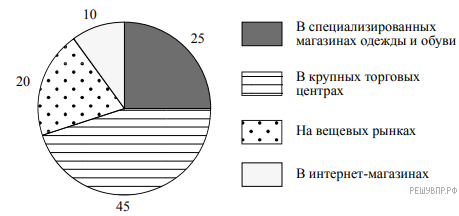 10
25
20
45
В специализированных
магазинах одежды и обуви
В крупных торговых
центрах
На вещевых рынках
В интернет-магазинах
РЕШУВПР.РФ